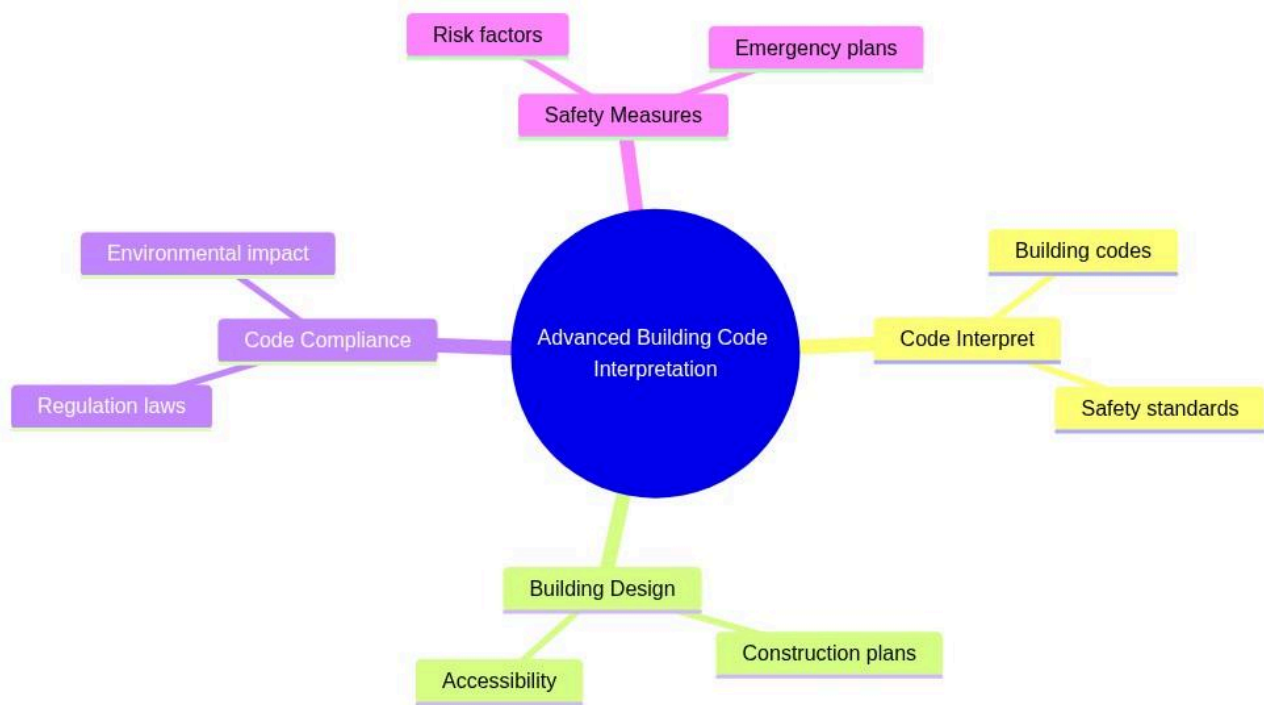 Risk factors
Emergency plans
Safety Measures
Environmental impact
Building codes
Code Compliance
Advanced Building Code
Interpretation
Code Interpret
Regulation laws
Safety standards
Building Design
Construction plans
Accessibility